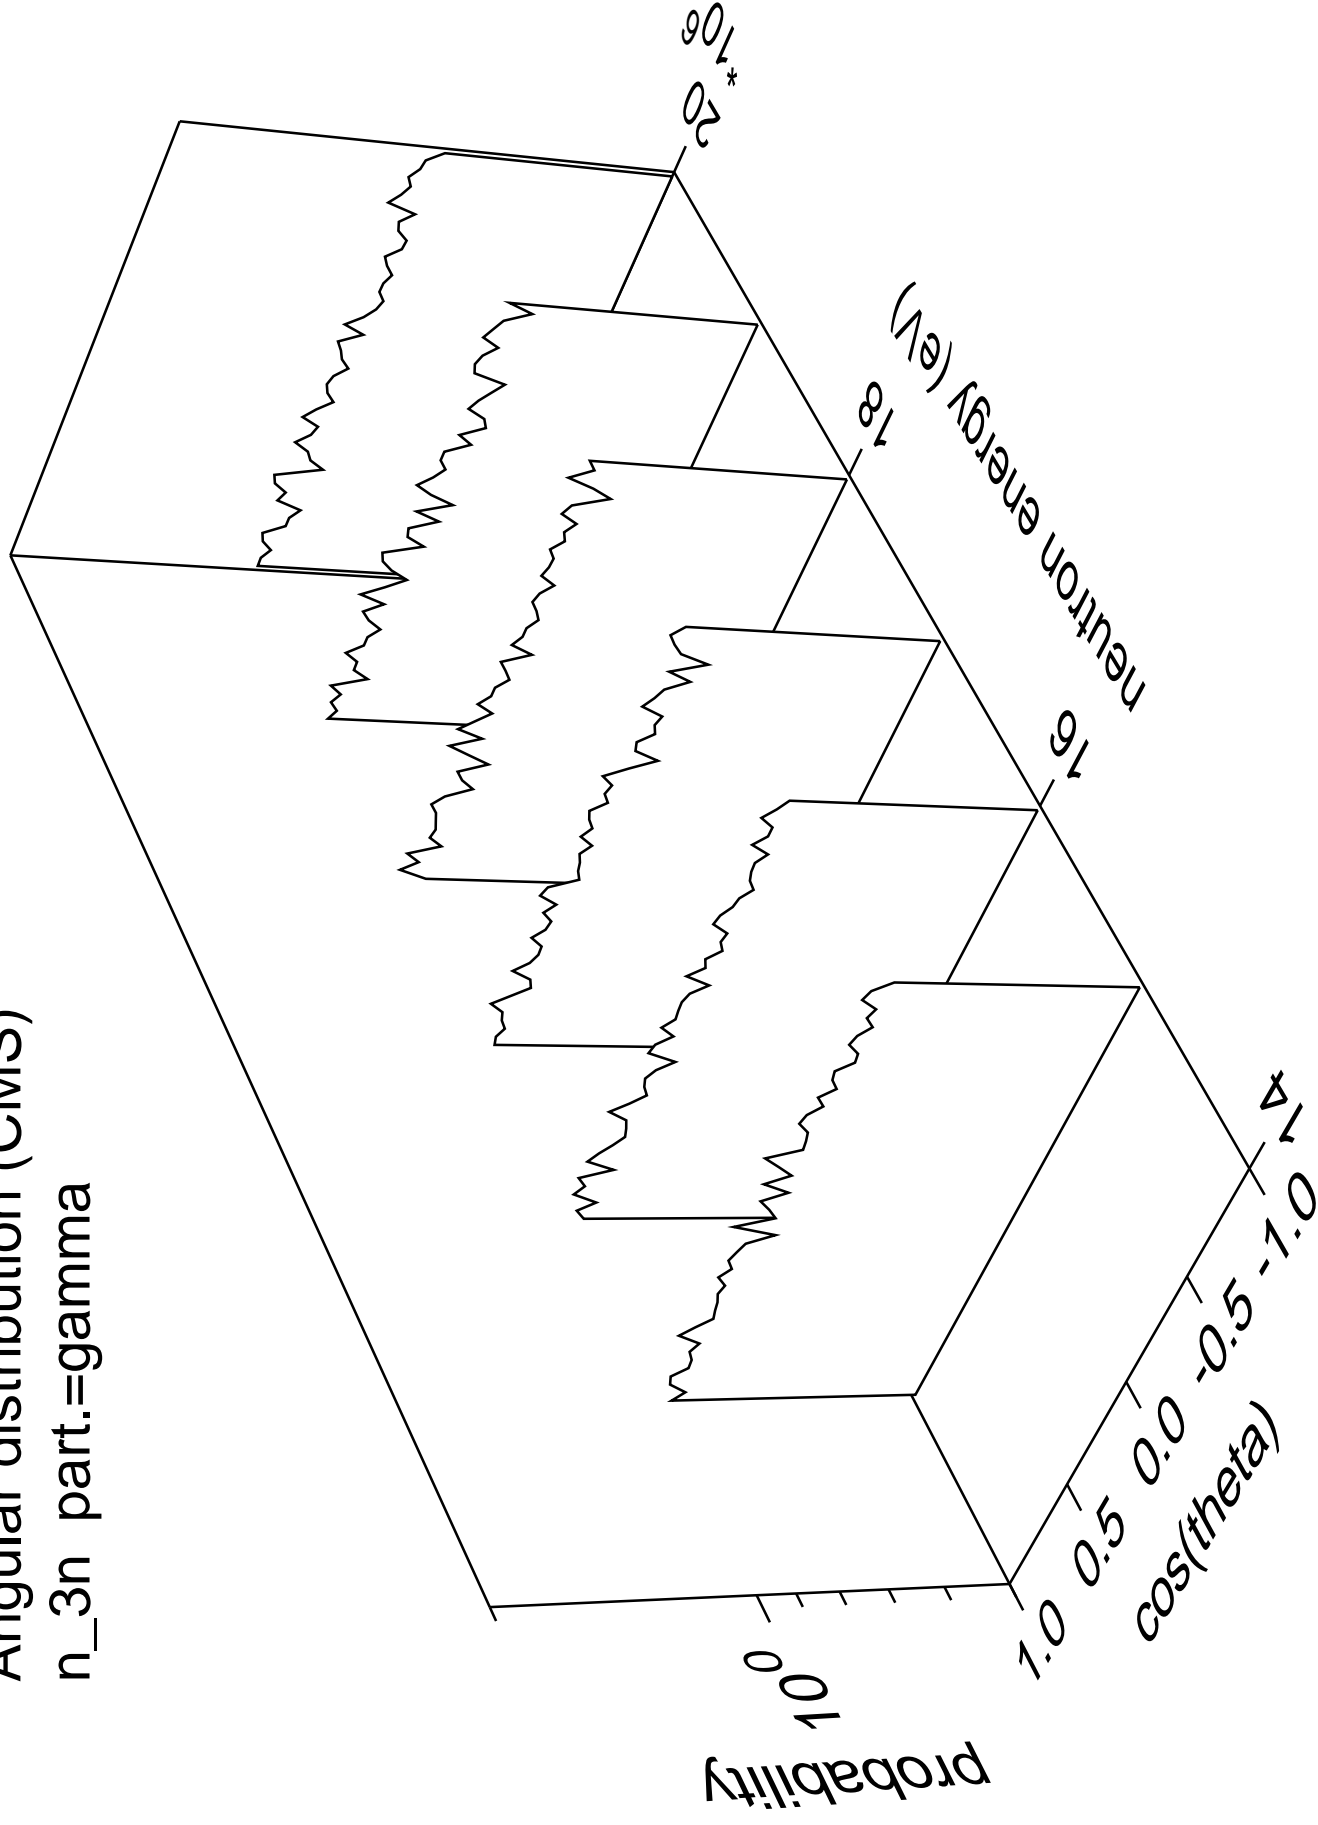 Angular distribution (CMS)
n_3n part.=gamma
probability
10 0
1.0 0.5 0.0 -0.5 -1.0
cos(theta)
14 16 18 20
*10 6
neutron energy (eV)